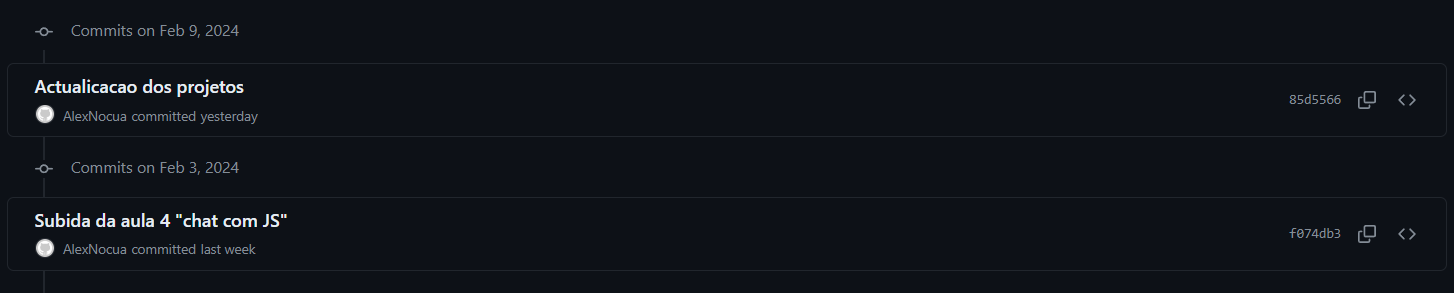 Commits on Feb 9, 2024
Actualicacao dos projetos
85d5566
AlexNocua committed yesterday
Commits on Feb 3, 2024
Subida da aula 4 "chat com JS"
f074db3
AlexNocua committed last week